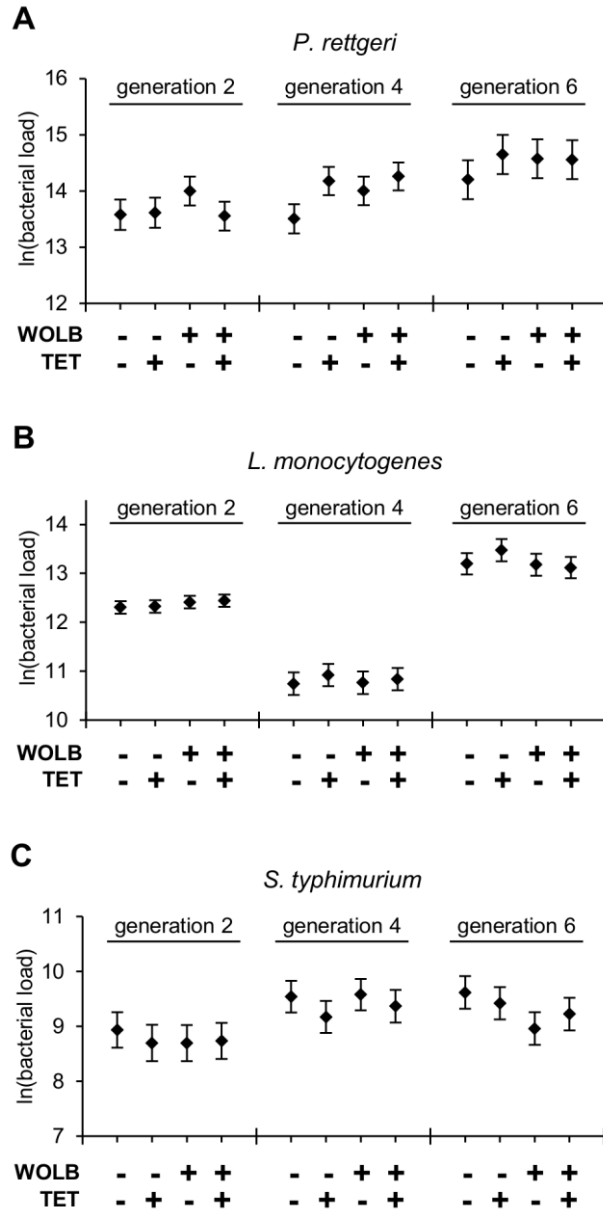 A
P. rettgeri
generation 2 generation 4 generation 6
ln(bacterial load)
16
15
14
13
12
WOLB - - + + - - + + - - + +
TET - + - + - + - + - + - +
B
L. monocytogenes
generation 2 generation 4 generation 6
ln(bacterial load)
14
13
12
11
10
WOLB - - + + - - + + - - + +
TET - + - + - + - + - + - +
C
S. typhimurium
generation 2 generation 4 generation 6
ln(bacterial load)
11
10
9
8
7
WOLB - - + + - - + + - - + +
TET - + - + - + - + - + - +